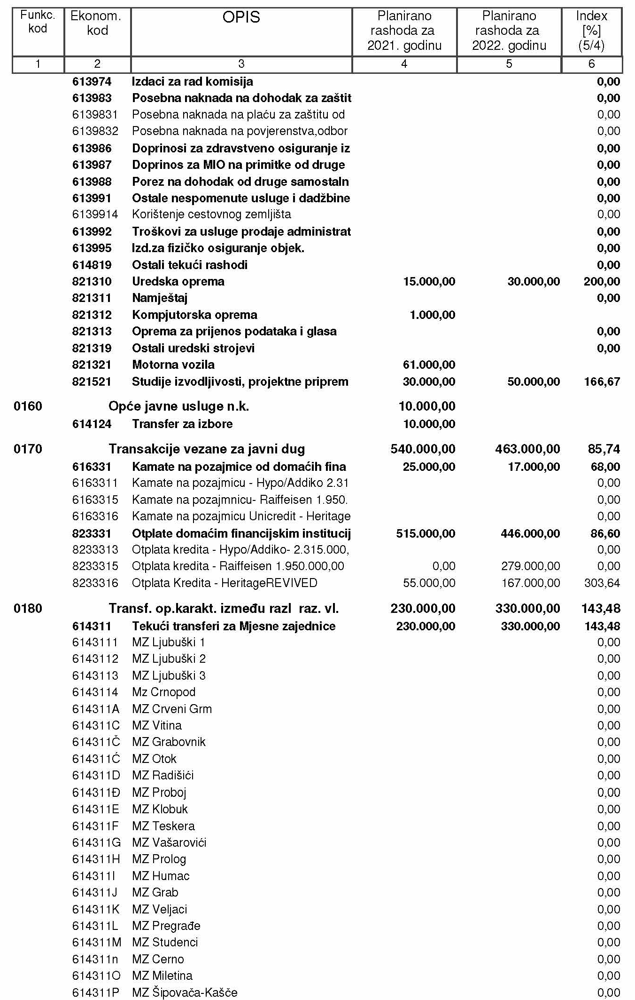 Funkc. kod Ekonom. kod OPIS Planirano rashoda za 2021. godinu Planirano rashoda za 2022. godinu Index [%] (5/4)
1 2 3 4 5 6
613974 Izdaci za rad komisija 0,00
613983 Posebna naknada na dohodak za zaštit 0,00
6139831 Posebna naknada na plaću za zaštitu od 0,00
6139832 Posebna naknada na povjerenstva,odbor 0,00
613986 Doprinosi za zdravstveno osiguranje iz 0,00
613987 Doprinos za MIO na primitke od druge 0,00
613988 Porez na dohodak od druge samostaln 0,00
613991 Ostale nespomenute usluge i dadžbine 0,00
6139914 Korištenje cestovnog zemljišta 0,00
613992 Troškovi za usluge prodaje administrat 0,00
613995 Izd.za fizičko osiguranje objek. 0,00
614819 Ostali tekući rashodi 0,00
821310 Uredska oprema 15.000,00 30.000,00 200,00
821311 Namještaj 0,00
821312 Kompjutorska oprema 1.000,00
821313 Oprema za prijenos podataka i glasa 0,00
821319 Ostali uredski strojevi 0,00
821321 Motorna vozila 61.000,00
821521 Studije izvodljivosti, projektne priprem 30.000,00 50.000,00 166,67
0160 Opće javne usluge n.k. 10.000,00
614124 Transfer za izbore 10.000,00
0170 Transakcije vezane za javni dug 540.000,00 463.000,00 85,74
616331 Kamate na pozajmice od domaćih fina 25.000,00 17.000,00 68,00
6163311 Kamate na pozajmicu - Hypo/Addiko 2.31 0,00
6163315 Kamate na pozajmnicu- Raiffeisen 1.950. 0,00
6163316 Kamate na pozajmicu Unicredit - Heritage 0,00
823331 Otplate domaćim financijskim institucij 515.000,00 446.000,00 86,60
8233313 Otplata kredita - Hypo/Addiko- 2.315.000, 0,00
8233315 Otplata kredita - Raiffeisen 1.950.000,00 0,00 279.000,00 0,00
8233316 Otplata Kredita - HeritageREVIVED 55.000,00 167.000,00 303,64
0180 Transf. op.karakt. između razl raz. vl. 230.000,00 330.000,00 143,48
614311 Tekući transferi za Mjesne zajednice 230.000,00 330.000,00 143,48
6143111 MZ Ljubuški 1 0,00
6143112 MZ Ljubuški 2 0,00
6143113 MZ Ljubuški 3 0,00
6143114 Mz Crnopod 0,00
614311A MZ Crveni Grm 0,00
614311C MZ Vitina 0,00
614311Č MZ Grabovnik 0,00
614311Ć MZ Otok 0,00
614311D MZ Radišići 0,00
614311Đ MZ Proboj 0,00
614311E MZ Klobuk 0,00
614311F MZ Teskera 0,00
614311G MZ Vašarovići 0,00
614311H MZ Prolog 0,00
614311I MZ Humac 0,00
614311J MZ Grab 0,00
614311K MZ Veljaci 0,00
614311L MZ Pregrađe 0,00
614311M MZ Studenci 0,00
614311n MZ Cerno 0,00
614311O MZ Miletina 0,00
614311P MZ Šipovača-Kašče 0,00